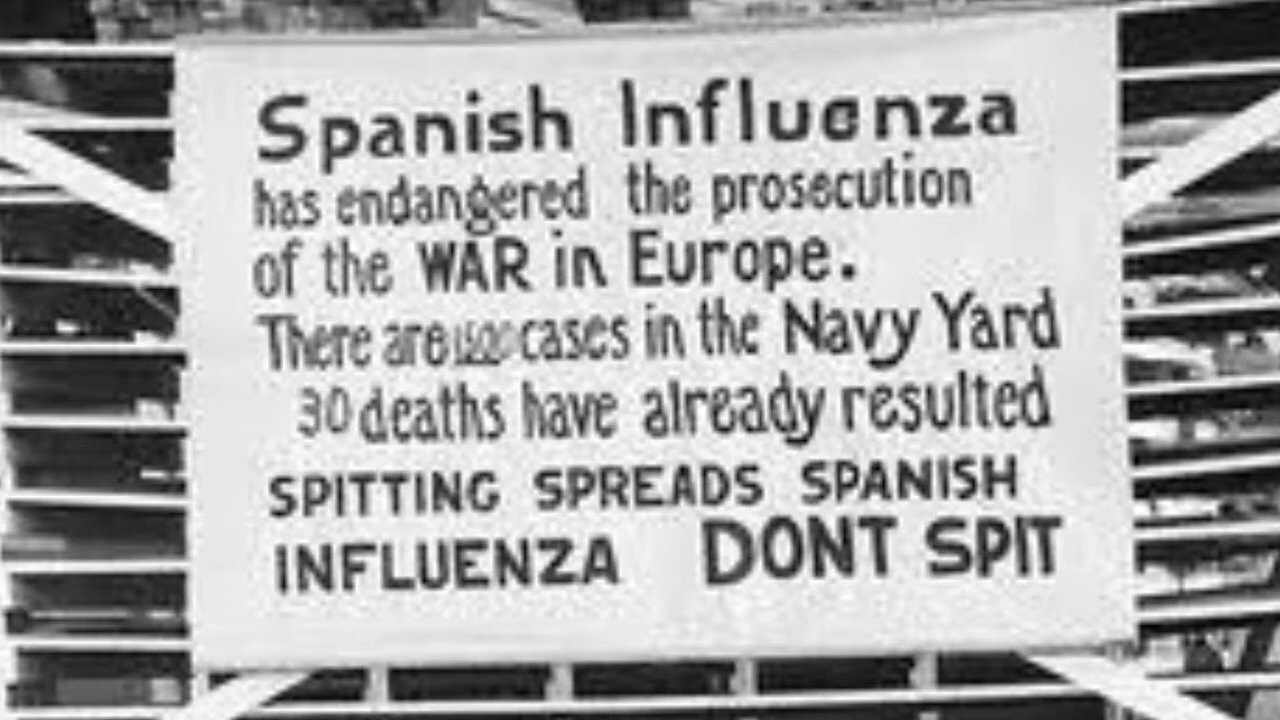 Spanish Influenza
has endangered the prosecution
of the WAR in Europe.
There are 1500 cases in the Navy Yard
30 deaths have already resulted
SPITTING SPREADS SPANISH
INFLUENZA DONT SPIT